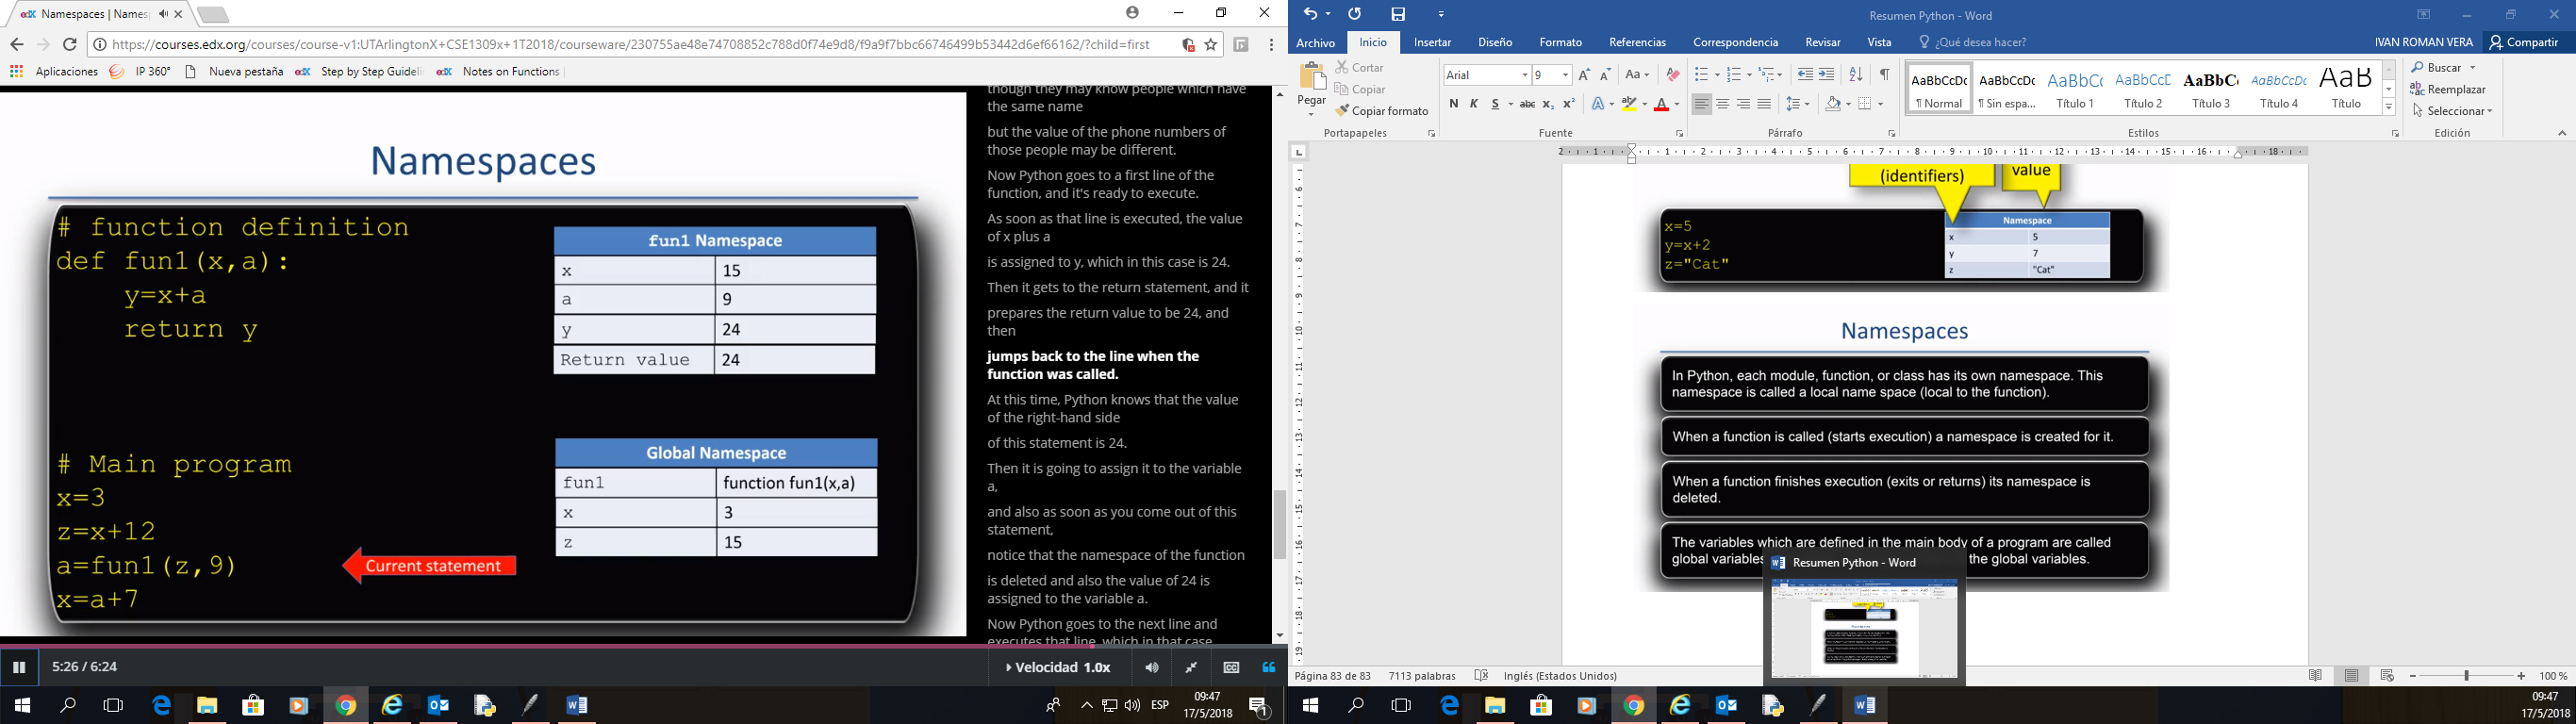 Namespaces | Names
https://courses.edx.org/courses/course-v1:UTArlingtonX+CSE1309x+1T2018/courseware/230755ae48e74708852c788d0f74e9d8/f9a9f7bbc66746499b53442d6ef66162/?child=first
Aplicaciones IP 360° Nueva pestaña Step by Step Guideli Notes on Functions
Namespaces
# function definition
def fun1(x,a):
y=x+a
return y
# Main program
x=3
z=x+12
a=fun1(z,9)
x=a+7
Current statement
fun1 Namespace
x 15
a 9
y 24
Return value 24
Global Namespace
fun1 function fun1(x,a)
x 3
z 15
though they may know people which have
the same name
but the value of the phone numbers of
those people may be different.
Now Python goes to a first line of the
function, and it's ready to execute.
As soon as that line is executed, the value
of x plus a
is assigned to y, which in this case is 24.
Then it gets to the return statement, and it
prepares the return value to be 24, and
then
jumps back to the line when the
function was called.
At this time, Python knows that the value
of the right-hand side
of this statement is 24.
Then it is going to assign it to the variable
a,
and also as soon as you come out of this
statement,
notice that the namespace of the function
is deleted and also the value of 24 is
assigned to the variable a.
Now Python goes to the next line and
executes that line, which in that case
5:26 / 6:24
Velocidad 1.0x
ESP
09:47
17/5/2018
Resumen Python - Word
Archivo Inicio Insertar Diseño Formato Referencias Correspondencia Revisar Vista ¿Qué desea hacer? IVAN ROMAN VERA Compartir
Pegar
Cortar
Copiar
Copiar formato
Portapapeles
Arial 9
N K S abc x₂ x²
Fuente
Párrafo
AaBbCcDc AaBbCcDc AaBbC( AaBbCcE AaBbC AaBbCcDc AaB
¶ Normal ¶ Sin espa... Título 1 Título 2 Título 3 Título 4 Título
Estilos
Buscar
Reemplazar
Seleccionar
Edición
(identifiers)
value
x=5
y=x+2
z="Cat"
Namespace
x 5
y 7
z "Cat"
Namespaces
In Python, each module, function, or class has its own namespace. This
namespace is called a local name space (local to the function).
When a function is called (starts execution) a namespace is created for it.
When a function finishes execution (exits or returns) its namespace is
deleted.
The variables which are defined in the main body of a program are called
global variables the global variables.
Resumen Python - Word
Página 83 de 83 7113 palabras Inglés (Estados Unidos) 100 %
09:47
17/5/2018